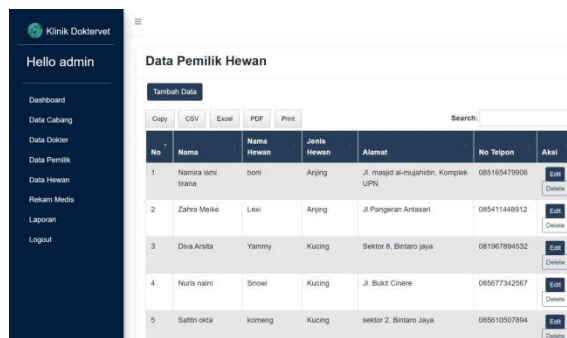 Klinik Doktervet
Hello admin
Dashboard
Data Cabang
Data Dokter
Data Pemilik
Data Hewan
Rekam Medis
Laporan
Logout
Data Pemilik Hewan
Tambah Data
Copy CSV Excel PDF Print Search:
No Nama Nama Hewan Jenis Hewan Alamat No Telpon Aksi
1 Namira ismi tirana boni Anjing Jl. masjid al-mujahidin, Komplek UPN 085165479906 Edit Delete
2 Zahra Meike Lexi Anjing Jl.Pangeran Antasari 085411448912 Edit Delete
3 Diva Arsita Yammy Kucing Sektor 8, Bintaro jaya 081967894532 Edit Delete
4 Nuris naini Snowi Kucing Jl. Bukit Cinere 085677342567 Edit Delete
5 Safitri okta komeng Kucing sektor 2, Bintaro Jaya 085610507894 Edit Delete